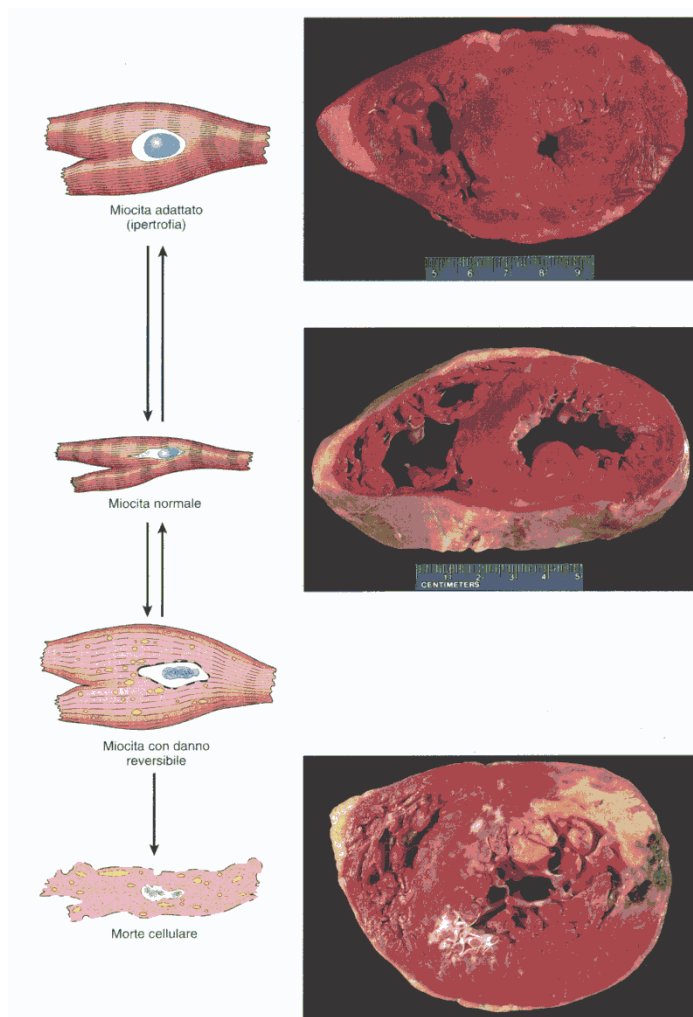 Miocita adattato
(ipertrofia)
5 6 7 8 9
Miocita normale
1 2 3 4 5
CENTIMETERS
Miocita con danno
reversibile
Morte cellulare